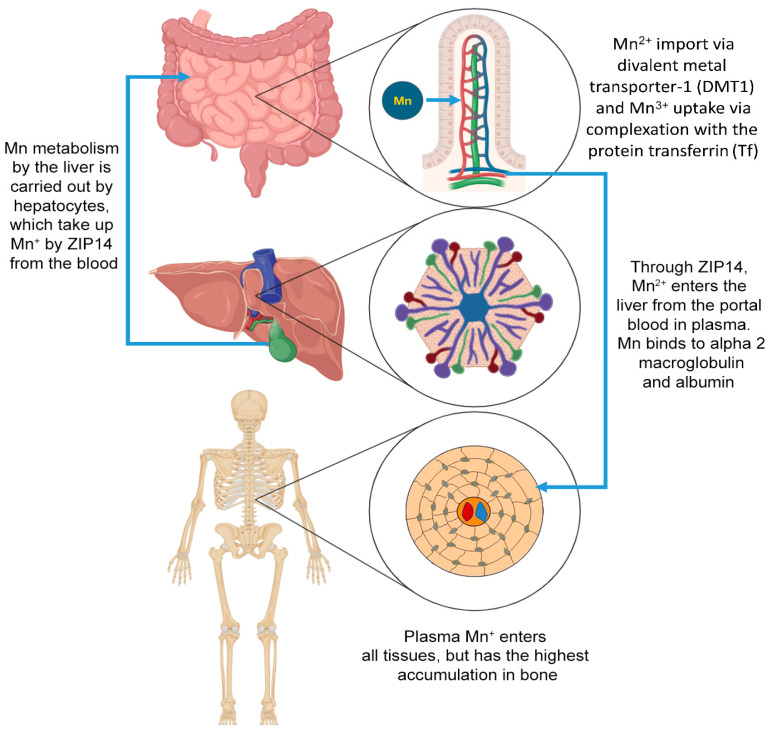 Mn²⁺ import via
divalent metal
transporter-1 (DMT1)
and Mn³⁺ uptake via
complexation with the
protein transferrin (Tf)
Mn
Mn metabolism
by the liver is
carried out by
hepatocytes,
which take up
Mn⁺ by ZIP14
from the blood
Through ZIP14,
Mn²⁺ enters the
liver from the portal
blood in plasma.
Mn binds to alpha 2
macroglobulin
and albumin
Plasma Mn⁺ enters
all tissues, but has the highest
accumulation in bone